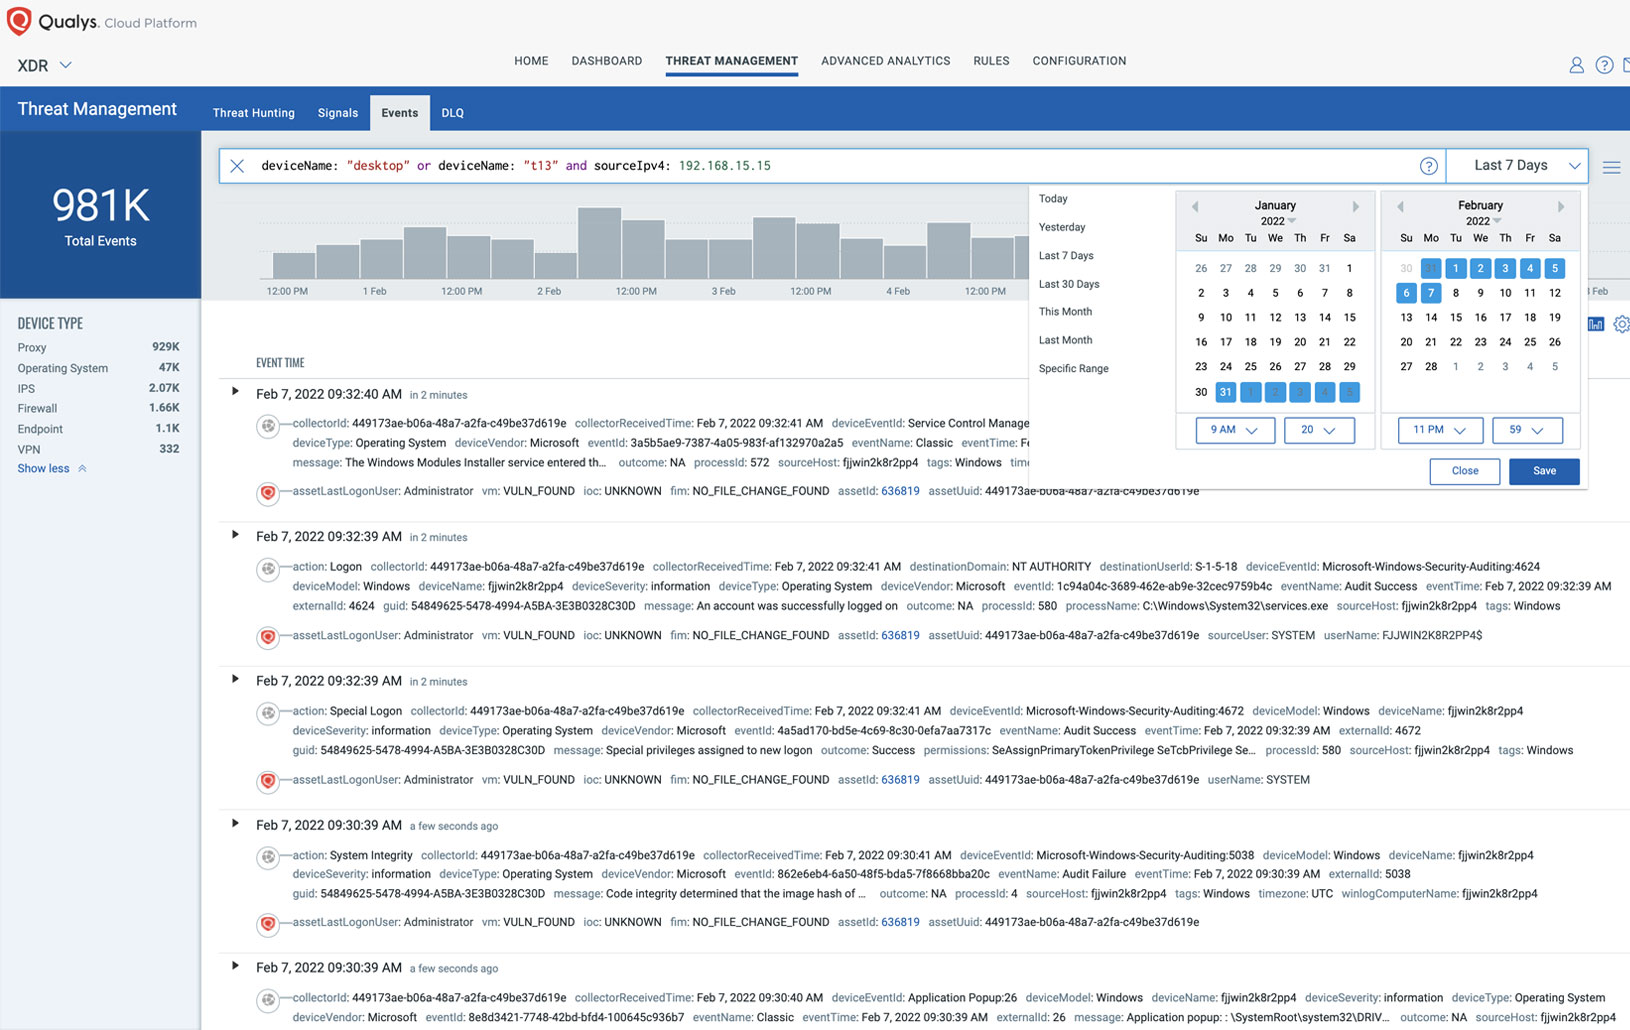 Qualys. Cloud Platform
XDR
HOME DASHBOARD THREAT MANAGEMENT ADVANCED ANALYTICS RULES CONFIGURATION
Threat Management Threat Hunting Signals Events DLQ
deviceName: "desktop" or deviceName: "t13" and sourceIpv4: 192.168.15.15
Last 7 Days
981K
Total Events
12:00 PM 1 Feb 12:00 PM 2 Feb 12:00 PM 3 Feb 12:00 PM 4 Feb 12:00 PM
Feb
Today
Yesterday
Last 7 Days
Last 30 Days
This Month
Last Month
Specific Range
January
2022
Su Mo Tu We Th Fr Sa
26 27 28 29 30 31 1
2 3 4 5 6 7 8
9 10 11 12 13 14 15
16 17 18 19 20 21 22
23 24 25 26 27 28 29
30 31 1 2 3 4 5
9 AM 20
February
2022
Su Mo Tu We Th Fr Sa
30 31 1 2 3 4 5
6 7 8 9 10 11 12
13 14 15 16 17 18 19
20 21 22 23 24 25 26
27 28 1 2 3 4 5
11 PM 59
Close Save
DEVICE TYPE
Proxy 929K
Operating System 47K
IPS 2.07K
Firewall 1.66K
Endpoint 1.1K
VPN 332
Show less
EVENT TIME
Feb 7, 2022 09:32:40 AM in 2 minutes
collectorId: 449173ae-b06a-48a7-a2fa-c49be37d619e collectorReceivedTime: Feb 7, 2022 09:32:41 AM deviceEventId: Service Control Manage
deviceType: Operating System deviceVendor: Microsoft eventId: 3a5b5ae9-7387-4a05-983f-af132970a2a5 eventName: Classic eventTime: F
message: The Windows Modules Installer service entered th... outcome: NA processId: 572 sourceHost: fjjwin2k8r2pp4 tags: Windows
assetLastLogonUser: Administrator vm: VULN_FOUND ioc: UNKNOWN fim: NO_FILE_CHANGE_FOUND assetId: 636819 assetUuid: 449173ae-b06a-48a7-a2fa-c49be37d619e
Feb 7, 2022 09:32:39 AM in 2 minutes
action: Logon collectorId: 449173ae-b06a-48a7-a2fa-c49be37d619e collectorReceivedTime: Feb 7, 2022 09:32:41 AM destinationDomain: NT AUTHORITY destinationUserId: S-1-5-18 deviceEventId: Microsoft-Windows-Security-Auditing:4624
deviceModel: Windows deviceName: fjjwin2k8r2pp4 deviceSeverity: information deviceType: Operating System deviceVendor: Microsoft eventId: 1c94a04c-3689-462e-ab9e-32cec9759b4c eventName: Audit Success eventTime: Feb 7, 2022 09:32:39 AM
externalId: 4624 guid: 54849625-5478-4994-A5BA-3E3B0328C30D message: An account was successfully logged on outcome: NA processId: 580 processName: C:\Windows\System32\services.exe sourceHost: fjjwin2k8r2pp4 tags: Windows
assetLastLogonUser: Administrator vm: VULN_FOUND ioc: UNKNOWN fim: NO_FILE_CHANGE_FOUND assetId: 636819 assetUuid: 449173ae-b06a-48a7-a2fa-c49be37d619e sourceUser: SYSTEM userName: FJJWIN2K8R2PP4$
Feb 7, 2022 09:32:39 AM in 2 minutes
action: Special Logon collectorId: 449173ae-b06a-48a7-a2fa-c49be37d619e collectorReceivedTime: Feb 7, 2022 09:32:41 AM deviceEventId: Microsoft-Windows-Security-Auditing:4672 deviceModel: Windows deviceName: fjjwin2k8r2pp4
deviceSeverity: information deviceType: Operating System deviceVendor: Microsoft eventId: 4a5ad170-bd5e-4c69-8c30-0efa7aa7317c eventName: Audit Success eventTime: Feb 7, 2022 09:32:39 AM externalId: 4672
guid: 54849625-5478-4994-A5BA-3E3B0328C30D message: Special privileges assigned to new logon outcome: Success permissions: SeAssignPrimaryTokenPrivilege SeTcbPrivilege Se... processId: 580 sourceHost: fjjwin2k8r2pp4 tags: Windows
assetLastLogonUser: Administrator vm: VULN_FOUND ioc: UNKNOWN fim: NO_FILE_CHANGE_FOUND assetId: 636819 assetUuid: 449173ae-b06a-48a7-a2fa-c49be37d619e userName: SYSTEM
Feb 7, 2022 09:30:39 AM a few seconds ago
action: System Integrity collectorId: 449173ae-b06a-48a7-a2fa-c49be37d619e collectorReceivedTime: Feb 7, 2022 09:30:41 AM deviceEventId: Microsoft-Windows-Security-Auditing:5038 deviceModel: Windows deviceName: fjjwin2k8r2pp4
deviceSeverity: information deviceType: Operating System deviceVendor: Microsoft eventId: 862e6eb4-6a50-48f5-bda5-7f8668bba20c eventName: Audit Failure eventTime: Feb 7, 2022 09:30:39 AM externalId: 5038
guid: 54849625-5478-4994-A5BA-3E3B0328C30D message: Code integrity determined that the image hash of ... outcome: NA processId: 4 sourceHost: fjjwin2k8r2pp4 tags: Windows timezone: UTC winlogComputerName: fjjwin2k8r2pp4
assetLastLogonUser: Administrator vm: VULN_FOUND ioc: UNKNOWN fim: NO_FILE_CHANGE_FOUND assetId: 636819 assetUuid: 449173ae-b06a-48a7-a2fa-c49be37d619e
Feb 7, 2022 09:30:39 AM a few seconds ago
collectorId: 449173ae-b06a-48a7-a2fa-c49be37d619e collectorReceivedTime: Feb 7, 2022 09:30:40 AM deviceEventId: Application Popup:26 deviceModel: Windows deviceName: fjjwin2k8r2pp4 deviceSeverity: information deviceType: Operating System
deviceVendor: Microsoft eventId: 8e8d3421-7748-42bd-bfd4-100645c936b7 eventName: Classic eventTime: Feb 7, 2022 09:30:39 AM externalId: 26 message: Application popup: : \SystemRoot\system32\DRIV... outcome: NA sourceHost: fjjwin2k8r2pp4